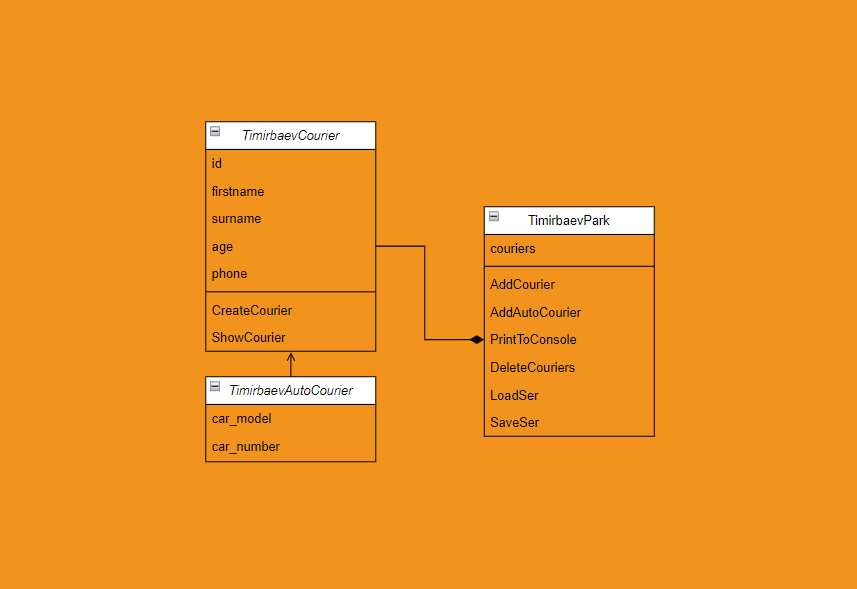 TimirbaevCourier
id
firstname
surname
age
phone
CreateCourier
ShowCourier
TimirbaevAutoCourier
car_model
car_number
TimirbaevPark
couriers
AddCourier
AddAutoCourier
PrintToConsole
DeleteCouriers
LoadSer
SaveSer